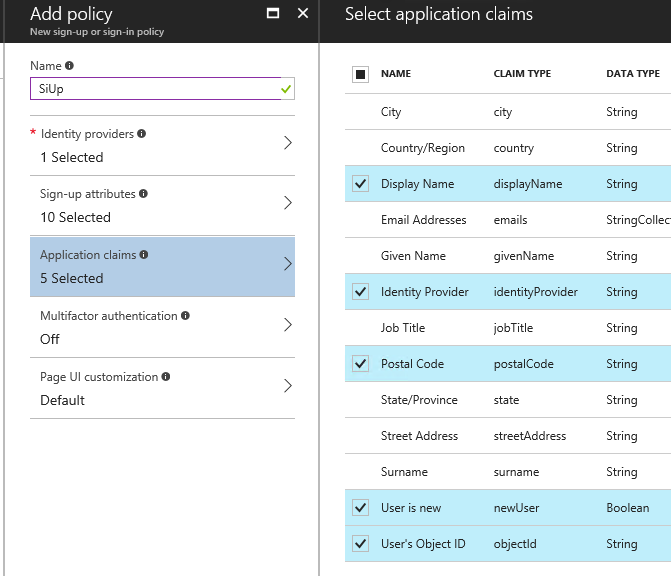 Add policy
New sign-up or sign-in policy
Name
SiUp
* Identity providers
1 Selected
Sign-up attributes
10 Selected
Application claims
5 Selected
Multifactor authentication
Off
Page UI customization
Default
Select application claims
NAME CLAIM TYPE DATA TYPE
City city String
Country/Region country String
Display Name displayName String
Email Addresses emails StringCollec
Given Name givenName String
Identity Provider identityProvider String
Job Title jobTitle String
Postal Code postalCode String
State/Province state String
Street Address streetAddress String
Surname surname String
User is new newUser Boolean
User's Object ID objectId String